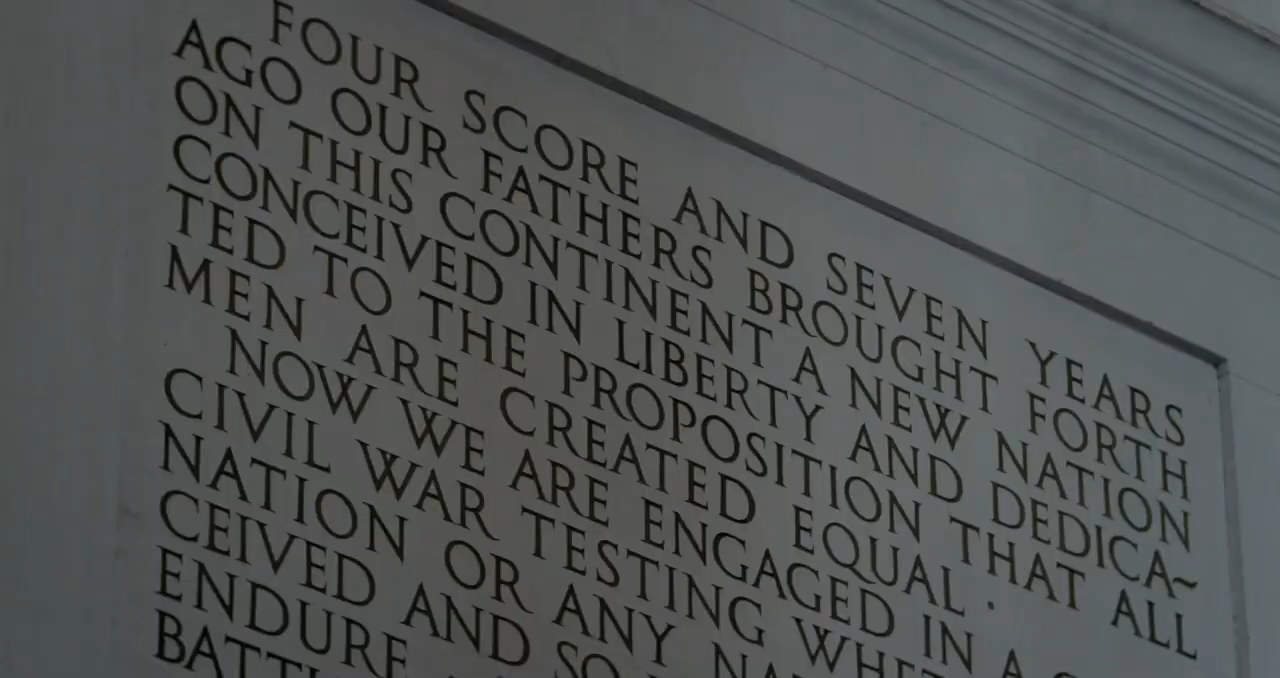 FOUR SCORE AND SEVEN YEARS
AGO OUR FATHERS BROUGHT FORTH
ON THIS CONTINENT A NEW NATION
CONCEIVED IN LIBERTY AND DEDICA~
TED TO THE PROPOSITION THAT ALL
MEN ARE CREATED EQUAL ·
NOW WE ARE ENGAGED IN A
CIVIL WAR TESTING
NATION OR ANY
CEIVED AND SO
ENDURE